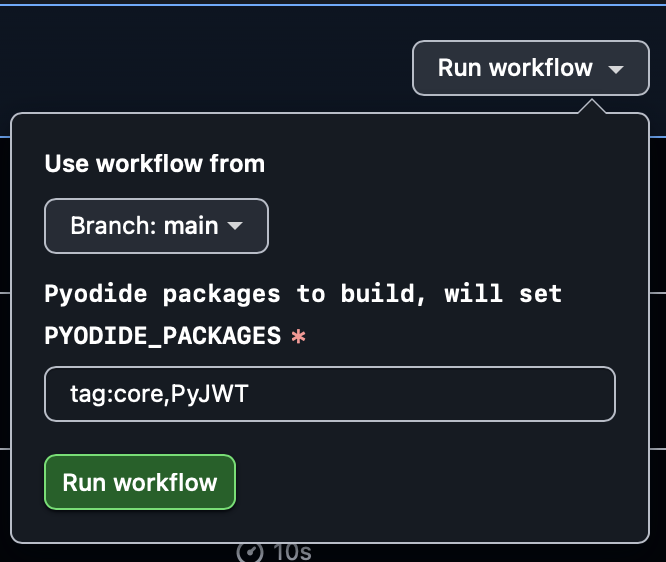 Run workflow
Use workflow from
Branch: main
Pyodide packages to build, will set
PYODIDE_PACKAGES *
tag:core,PyJWT
Run workflow
10s